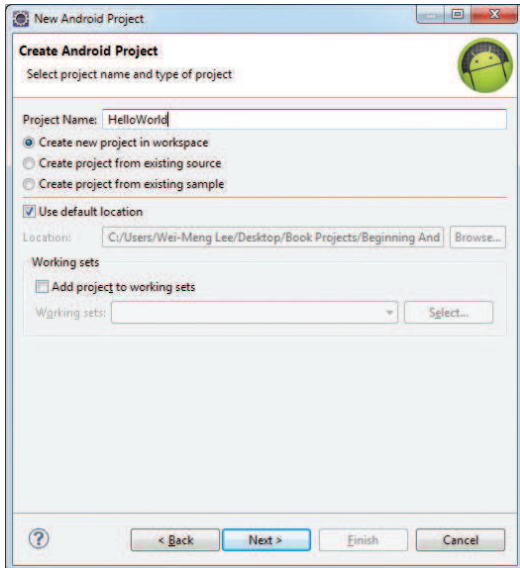 New Android Project
Create Android Project
Select project name and type of project
Project Name: HelloWorld
Create new project in workspace
Create project from existing source
Create project from existing sample
Use default location
Location: C:/Users/Wei-Meng Lee/Desktop/Book Projects/Beginning And Browse...
Working sets
Add project to working sets
Working sets: Select...
? < Back Next > Finish Cancel